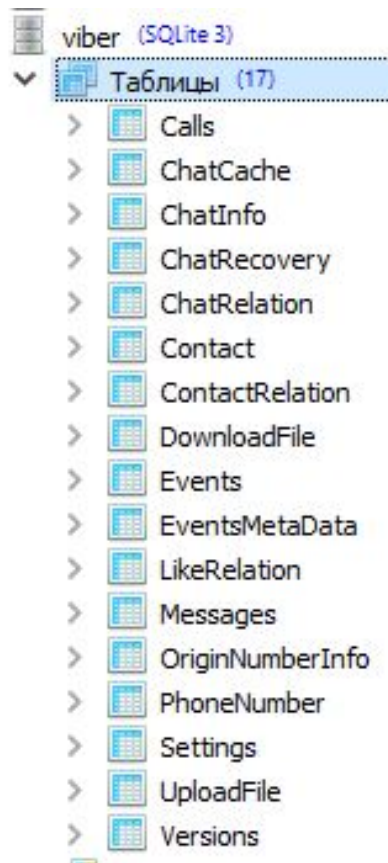 viber (SQLite 3)
Таблицы (17)
Calls
ChatCache
ChatInfo
ChatRecovery
ChatRelation
Contact
ContactRelation
DownloadFile
Events
EventsMetaData
LikeRelation
Messages
OriginNumberInfo
PhoneNumber
Settings
UploadFile
Versions